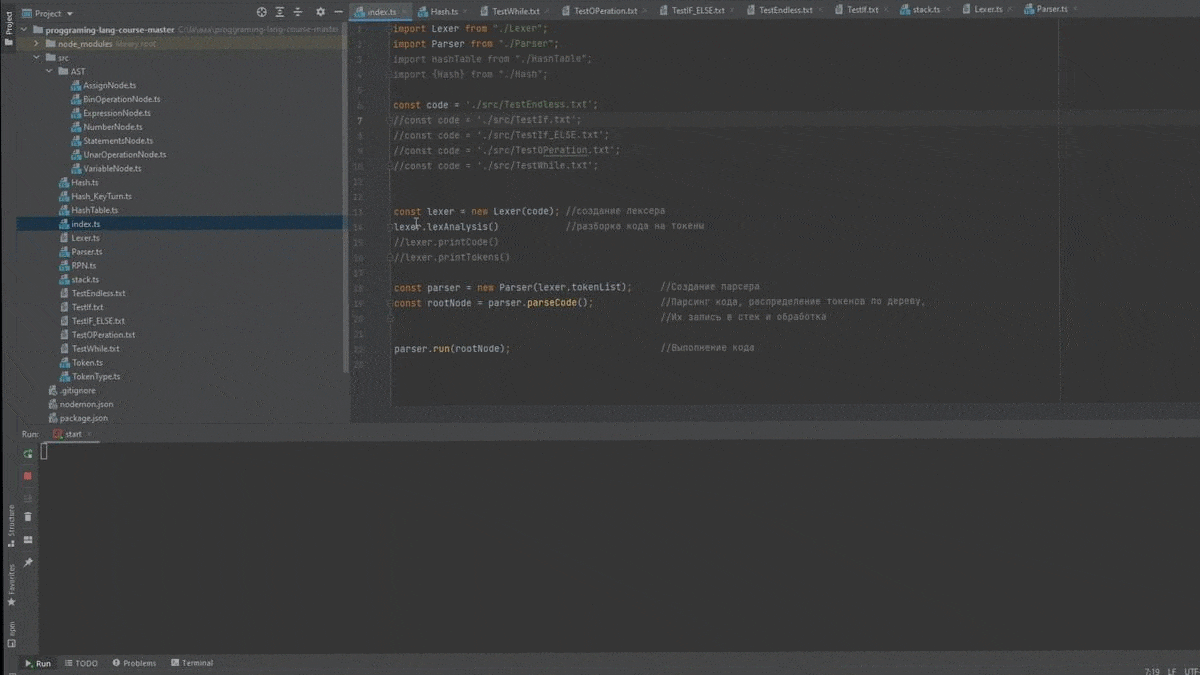 Project
proggraming-lang-course-master C:\
node_modules library root
src
AST
AssignNode.ts
BinOperationNode.ts
ExpressionNode.ts
NumberNode.ts
StatementsNode.ts
UnarOperationNode.ts
VariableNode.ts
Hash.ts
Hash_KeyTurn.ts
HashTable.ts
index.ts
Lexer.ts
Parser.ts
RPN.ts
stack.ts
TestEndless.txt
TestIf.txt
TestIF_ELSE.txt
TestOPeration.txt
TestWhile.txt
Token.ts
TokenType.ts
.gitignore
nodemon.json
package.json
index.ts Hash.ts TestWhile.txt TestOPeration.txt TestIF_ELSE.txt TestEndless.txt TestIf.txt stack.ts Lexer.ts Parser.ts
1 import Lexer from "./Lexer";
2 import Parser from "./Parser";
3 import HashTable from "./HashTable";
4 import {Hash} from "./Hash";
5
6 const code = './src/TestEndless.txt';
7 //const code = './src/TestIf.txt';
8 //const code = './src/TestIf_ELSE.txt';
9 //const code = './src/TestOPeration.txt';
10 //const code = './src/TestWhile.txt';
11
12
13 const lexer = new Lexer(code); //создание лексера
14 lexer.lexAnalysis() //разборка кода на токены
15 //lexer.printCode()
16 //lexer.printTokens()
17
18 const parser = new Parser(lexer.tokenList); //Создание парсера
19 const rootNode = parser.parseCode(); //Парсинг кода, распределение токенов по дереву,
20 //Их запись в стек и обработка
21
22 parser.run(rootNode); //Выполнение кода
23
Run: start
Project
Structure
Favorites
npm
Run TODO Problems Terminal
7:19 LF UTF